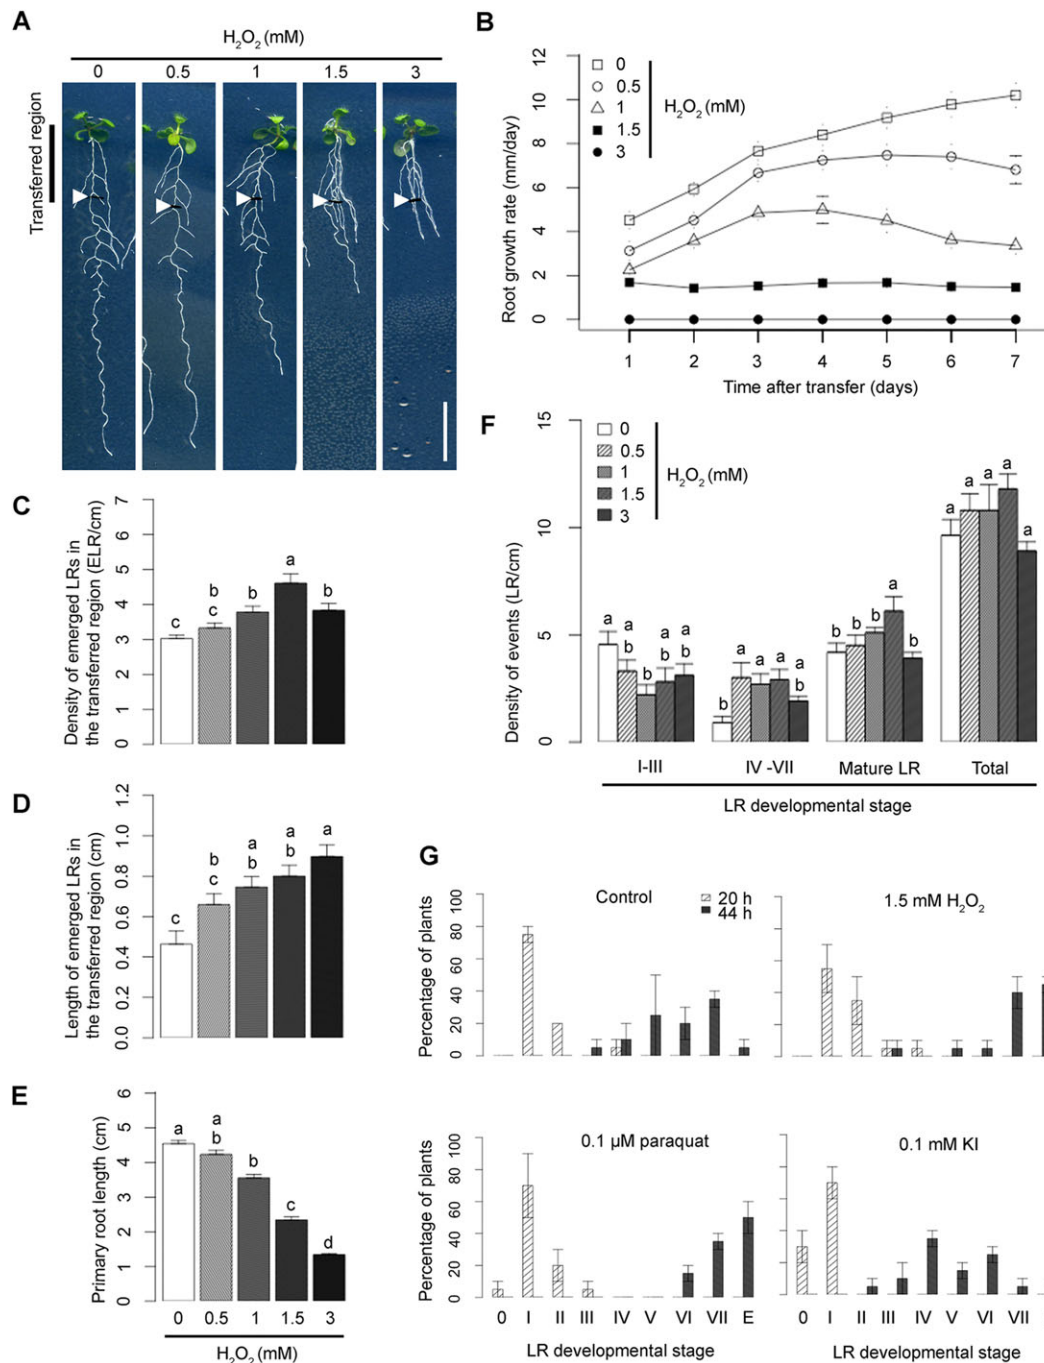 A
H₂O₂ (mM)
0 0.5 1 1.5 3
Transferred region
B
Root growth rate (mm/day)
12
10
8
6
4
2
0
0
0.5
1
1.5
3
H₂O₂ (mM)
1 2 3 4 5 6 7
Time after transfer (days)
C
Density of emerged LRs in
the transferred region (ELR/cm)
7
6
5
4
3
2
1
0
c
b
c
b
a
b
D
Length of emerged LRs in
the transferred region (cm)
1.2
1.0
0.8
0.6
0.4
0.2
0.0
c
b
c
a
b
a
b
a
E
Primary root length (cm)
6
5
4
3
2
1
0
a
a
b
b
c
d
0 0.5 1 1.5 3
H₂O₂ (mM)
F
Density of events (LR/cm)
15
10
5
0
0
0.5
1
1.5
3
H₂O₂ (mM)
a
a
b
b
a
b
a
b
b
a
a
a
a
b
b
b
b
a
b
a
a
a
a
a
I-III IV -VII Mature LR Total
LR developmental stage
G
Percentage of plants
100
80
60
40
20
0
Control
20 h
44 h
1.5 mM H₂O₂
Percentage of plants
100
80
60
40
20
0
0.1 µM paraquat
0 I II III IV V VI VII E
LR developmental stage
0.1 mM KI
0 I II III IV V VI VII
LR developmental stage